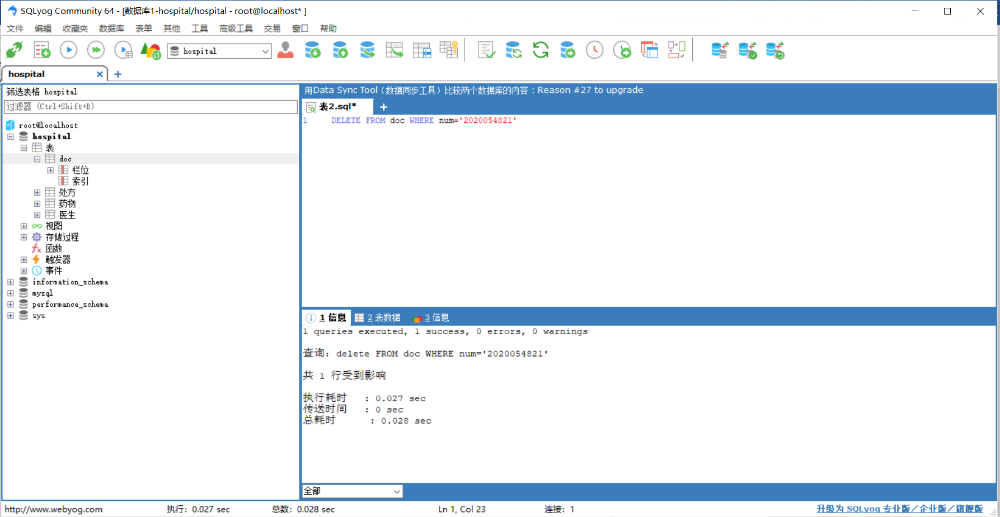 SQLyog Community 64 - [数据库1-hospital/hospital - root@localhost* ]
文件 编辑 收藏夹 数据库 表单 其他 工具 高级工具 交易 窗口 帮助
hospital
hospital
筛选表格 hospital
过滤器 (Ctrl+Shift+B)
root@localhost
hospital
表
doc
栏位
索引
处方
药物
医生
视图
存储过程
函数
触发器
事件
information_schema
mysql
performance_schema
sys
用Data Sync Tool（数据同步工具）比较两个数据库的内容：Reason #27 to upgrade
表2.sql*
1 DELETE FROM doc WHERE num='2020054821'
1 信息 2 表数据 3 信息
1 queries executed, 1 success, 0 errors, 0 warnings
查询: delete FROM doc WHERE num='2020054821'
共 1 行受到影响
执行耗时 : 0.027 sec
传送时间 : 0 sec
总耗时 : 0.028 sec
全部
http://www.webyog.com 执行: 0.027 sec 总数: 0.028 sec Ln 1, Col 23 连接: 1 升级为 SQLyog 专业版/企业版/旗舰版